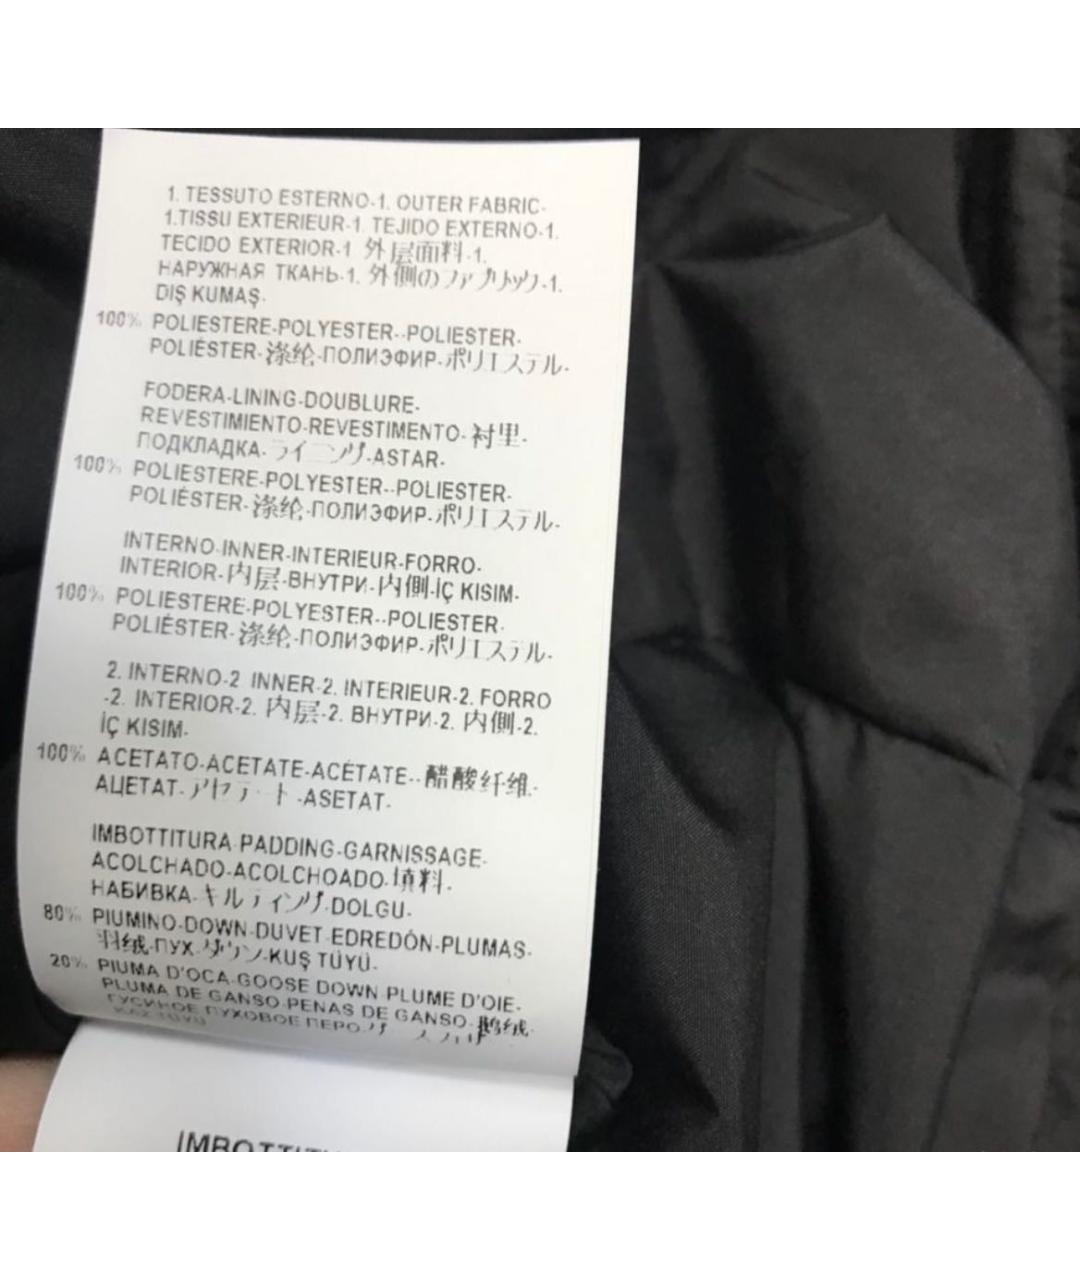 1. TESSUTO ESTERNO-1. OUTER FABRIC-
1.TISSU EXTERIEUR-1. TEJIDO EXTERNO-1.
TECIDO EXTERIOR-1 外层面料-1.
НАРУЖНАЯ ТКАНЬ-1. 外側のファブリック-1.
DIŞ KUMAŞ-
100% POLIESTERE-POLYESTER--POLIESTER-
POLIÉSTER-涤纶-ПОЛИЭФИР-ポリエステル-
FODERA-LINING-DOUBLURE-
REVESTIMIENTO-REVESTIMENTO-衬里-
ПОДКЛАДКА-ライニング-ASTAR-
100% POLIESTERE-POLYESTER--POLIESTER-
POLIÉSTER-涤纶-ПОЛИЭФИР-ポリエステル-
INTERNO-INNER-INTERIEUR-FORRO-
INTERIOR-内层-ВНУТРИ-内側-İÇ KISIM-
100% POLIESTERE-POLYESTER--POLIESTER-
POLIÉSTER-涤纶-ПОЛИЭФИР-ポリエステル-
2. INTERNO-2 INNER-2. INTERIEUR-2. FORRO
-2. INTERIOR-2. 内层-2. ВНУТРИ-2. 内側-2.
İÇ KISIM-
100% ACETATO-ACETATE-ACÉTATE--醋酸纤维-
АЦЕТАТ-アセテート-ASETAT-
IMBOTTITURA-PADDING-GARNISSAGE-
ACOLCHADO-ACOLCHOADO-填料-
НАБИВКА-キルティング-DOLGU-
80% PIUMINO-DOWN-DUVET-EDREDÓN-PLUMAS-
羽绒-ПУХ-ダウン-KUŞ TÜYÜ-
20% PIUMA D'OCA-GOOSE DOWN-PLUME D'OIE-
PLUMA DE GANSO-PENAS DE GANSO-鹅绒-
ГУСИНОЕ ПУХОВОЕ ПЕРО-
KAZ TÜYÜ